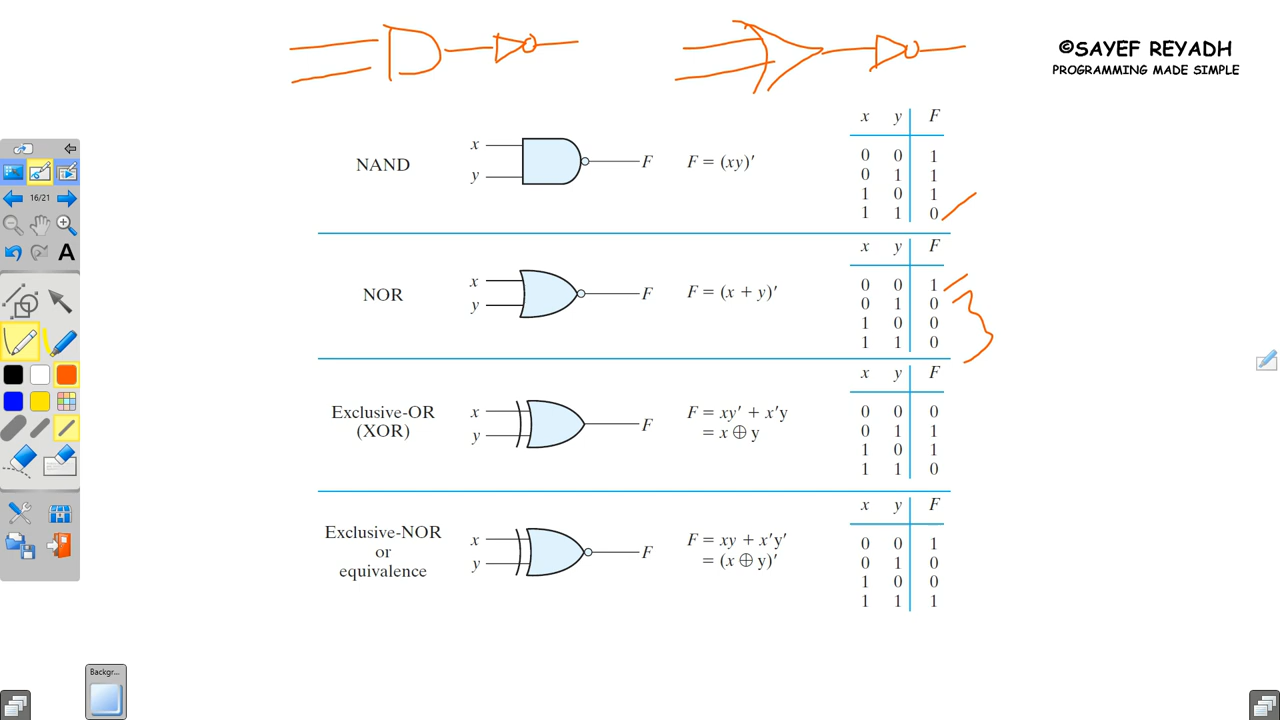 ©SAYEF REYADH
PROGRAMMING MADE SIMPLE
16/21
A
NAND
x
y
F
F = (xy)′
x y F
0 0 1
0 1 1
1 0 1
1 1 0
NOR
x
y
F
F = (x + y)′
x y F
0 0 1
0 1 0
1 0 0
1 1 0
Exclusive-OR
(XOR)
x
y
F
F = xy′ + x′y
= x ⊕ y
x y F
0 0 0
0 1 1
1 0 1
1 1 0
Exclusive-NOR
or
equivalence
x
y
F
F = xy + x′y′
= (x ⊕ y)′
x y F
0 0 1
0 1 0
1 0 0
1 1 1
Backgr...